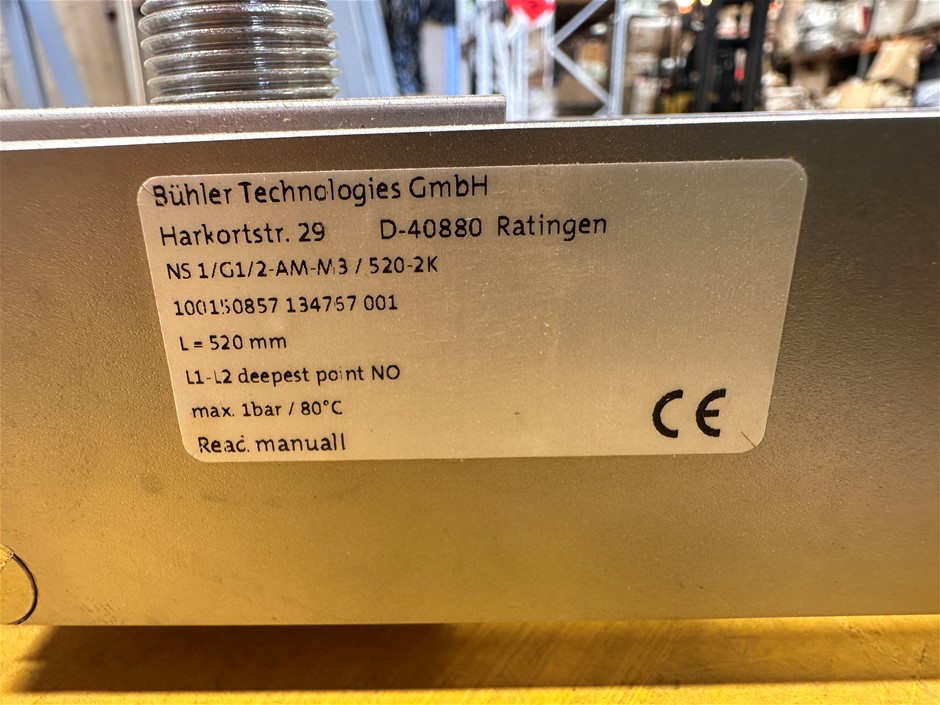 Bühler Technologies GmbH
Harkortstr. 29 D-40880 Ratingen
NS 1/G1/2-AM-M3 / 520-2K
100150857 134767 001
L = 520 mm
L1-L2 deepest point NO
max. 1bar / 80°C
Read. manuall
CE